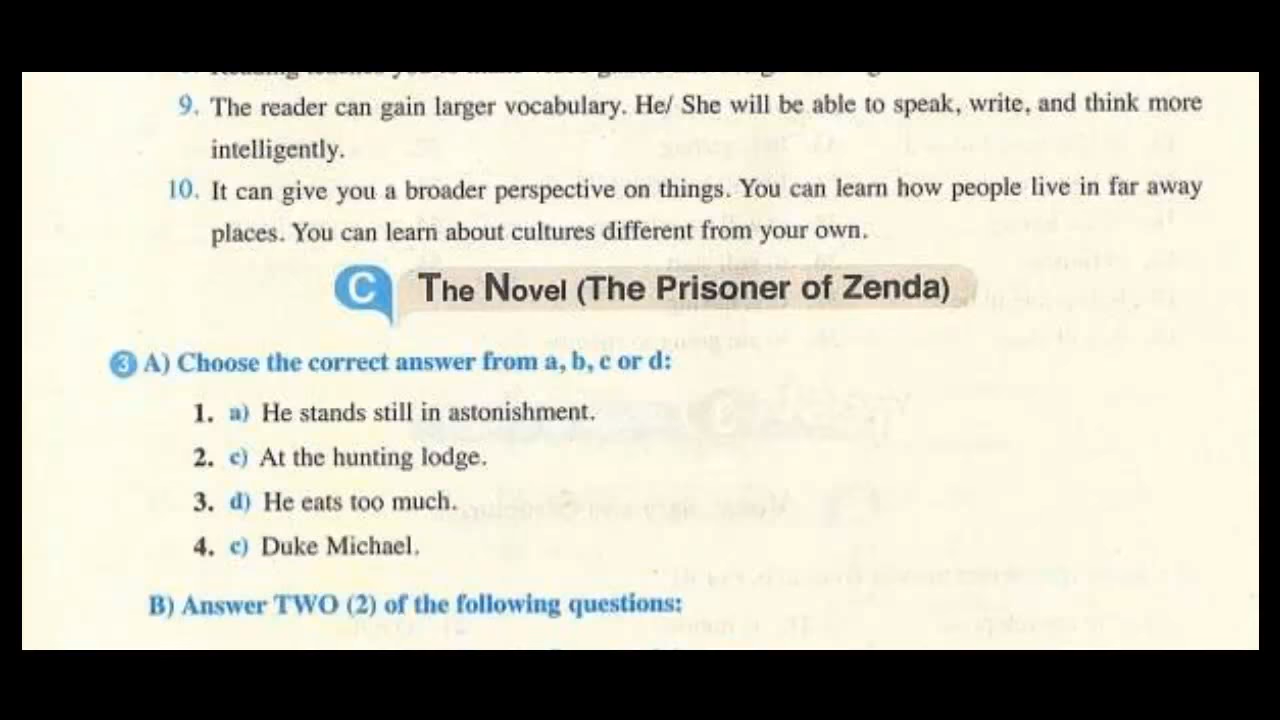 9. The reader can gain larger vocabulary. He/ She will be able to speak, write, and think more
intelligently.
10. It can give you a broader perspective on things. You can learn how people live in far away
places. You can learn about cultures different from your own.
C The Novel (The Prisoner of Zenda)
3 A) Choose the correct answer from a, b, c or d:
1. a) He stands still in astonishment.
2. c) At the hunting lodge.
3. d) He eats too much.
4. c) Duke Michael.
B) Answer TWO (2) of the following questions: